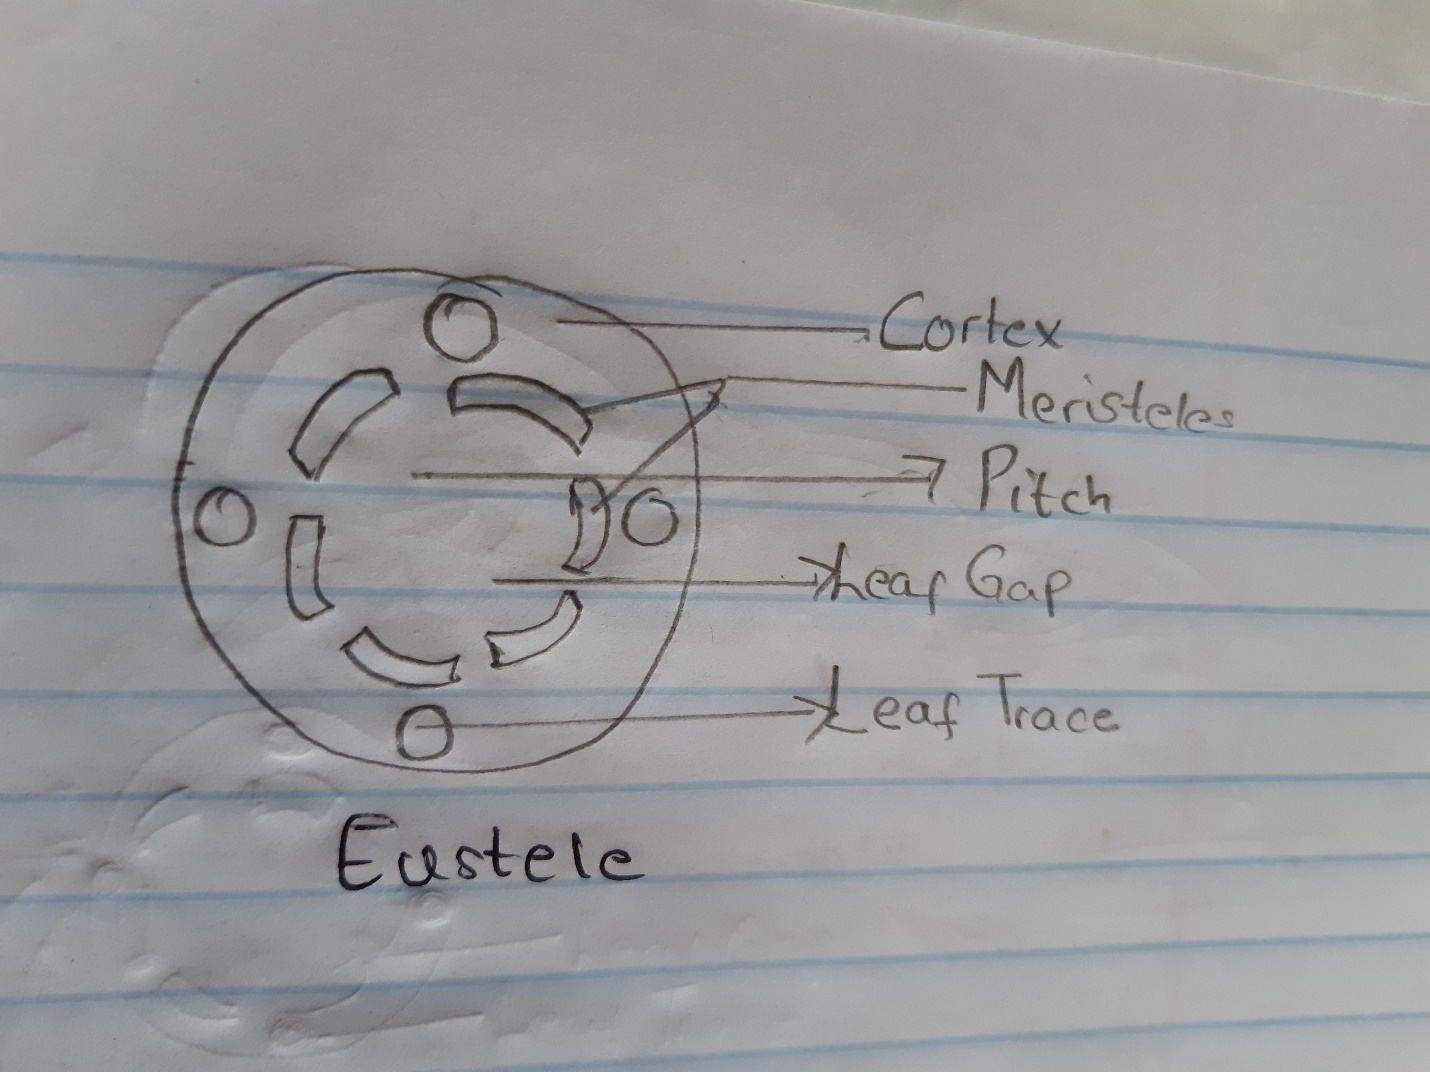 Cortex
Meristeles
Pitch
Leaf Gap
Leaf Trace
Eustele